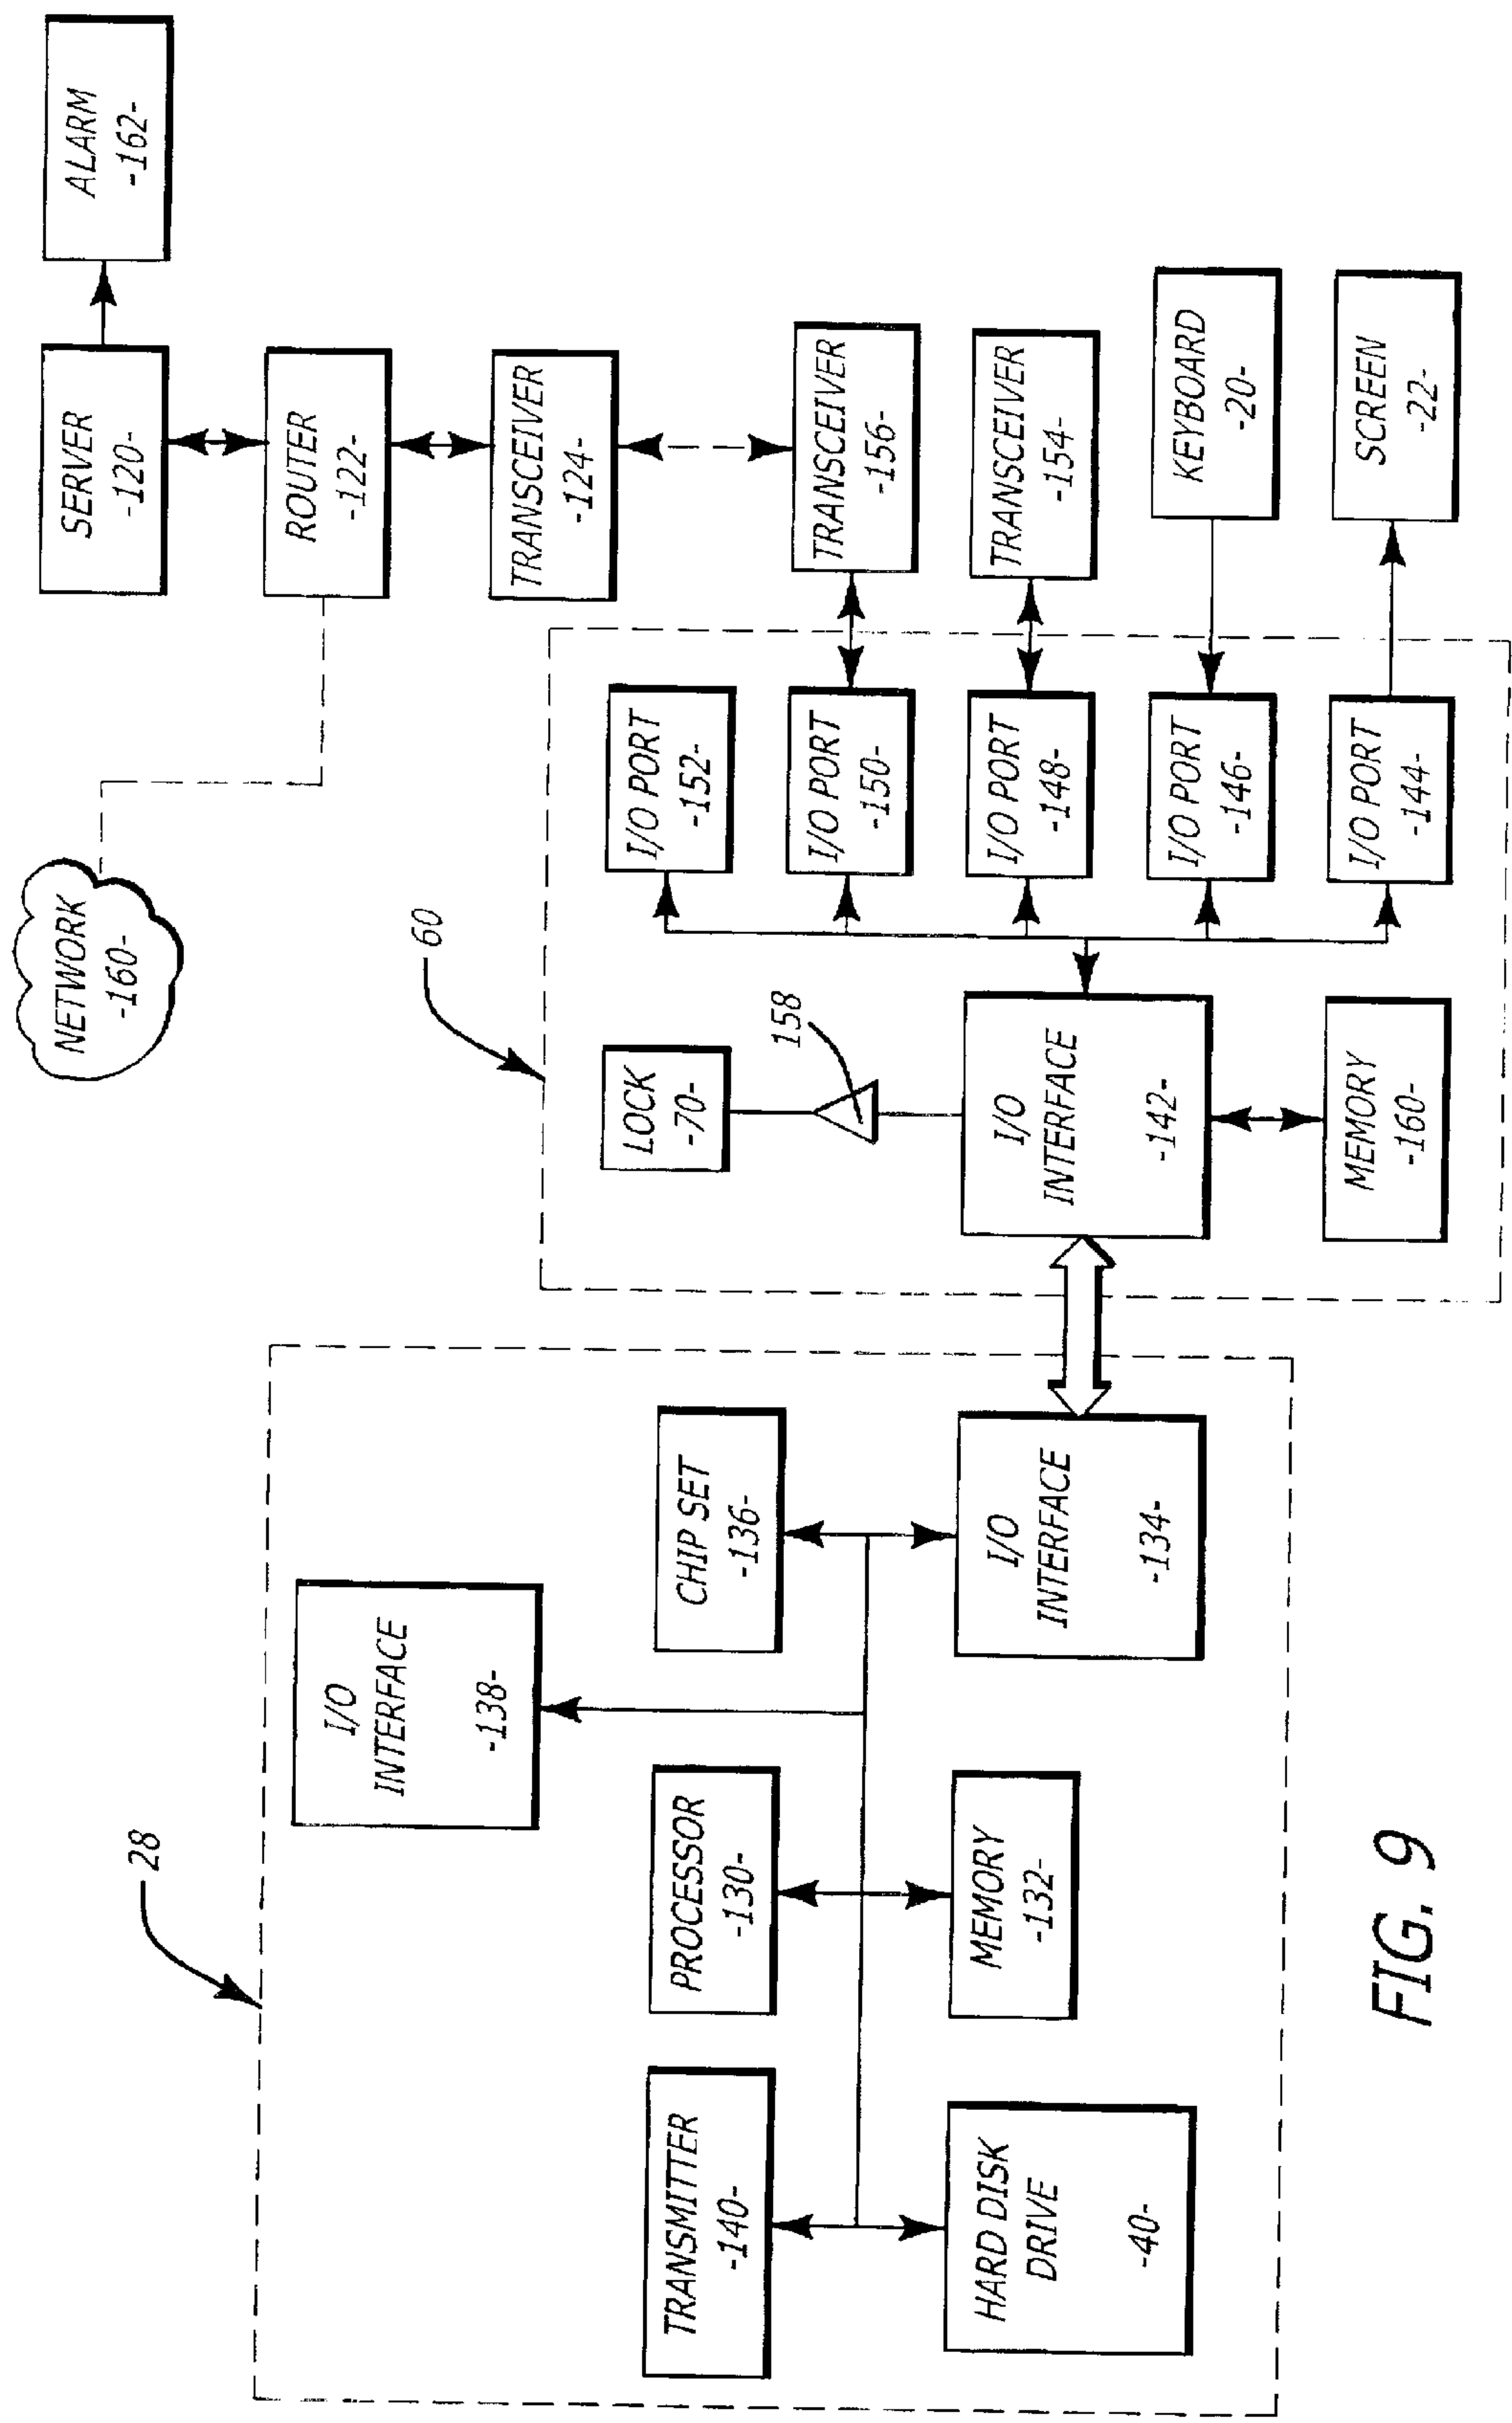 28
TRANSMITTER
-140-
PROCESSOR
-130-
I/O
INTERFACE
-138-
CHIP SET
-136-
HARD DISK
DRIVE
-40-
MEMORY
-132-
I/O
INTERFACE
-134-
NETWORK
-160-
60
LOCK
-70-
158
I/O
INTERFACE
-142-
MEMORY
-160-
I/O PORT
-152-
I/O PORT
-150-
I/O PORT
-148-
I/O PORT
-146-
I/O PORT
-144-
SERVER
-120-
ALARM
-162-
ROUTER
-122-
TRANSCEIVER
-124-
TRANSCEIVER
-156-
TRANSCEIVER
-154-
KEYBOARD
-20-
SCREEN
-22-
FIG. 9